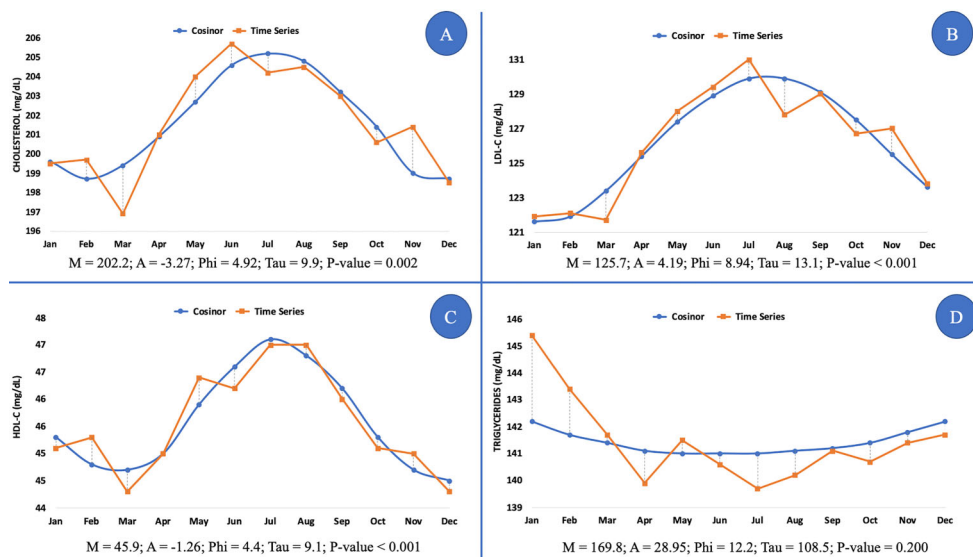 Cosinor Time Series
A
CHOLESTEROL (mg/dL)
206
205
204
203
201
200
199
197
196
Jan Feb Mar Apr May Jun Jul Aug Sep Oct Nov Dec
M = 202.2; A = -3.27; Phi = 4.92; Tau = 9.9; P-value = 0.002
Cosinor Time Series
B
LDL-C (mg/dL)
131
129
127
125
123
121
Jan Feb Mar Apr May Jun Jul Aug Sep Oct Nov Dec
M = 125.7; A = 4.19; Phi = 8.94; Tau = 13.1; P-value < 0.001
Cosinor Time Series
C
HDL-C (mg/dL)
48
47
46
46
45
45
44
Jan Feb Mar Apr May Jun Jul Aug Sep Oct Nov Dec
M = 45.9; A = -1.26; Phi = 4.4; Tau = 9.1; P-value < 0.001
Cosinor Time Series
D
TRIGLYCERIDES (mg/dL)
146
145
144
143
141
140
139
Jan Feb Mar Apr May Jun Jul Aug Sep Oct Nov Dec
M = 169.8; A = 28.95; Phi = 12.2; Tau = 108.5; P-value = 0.200